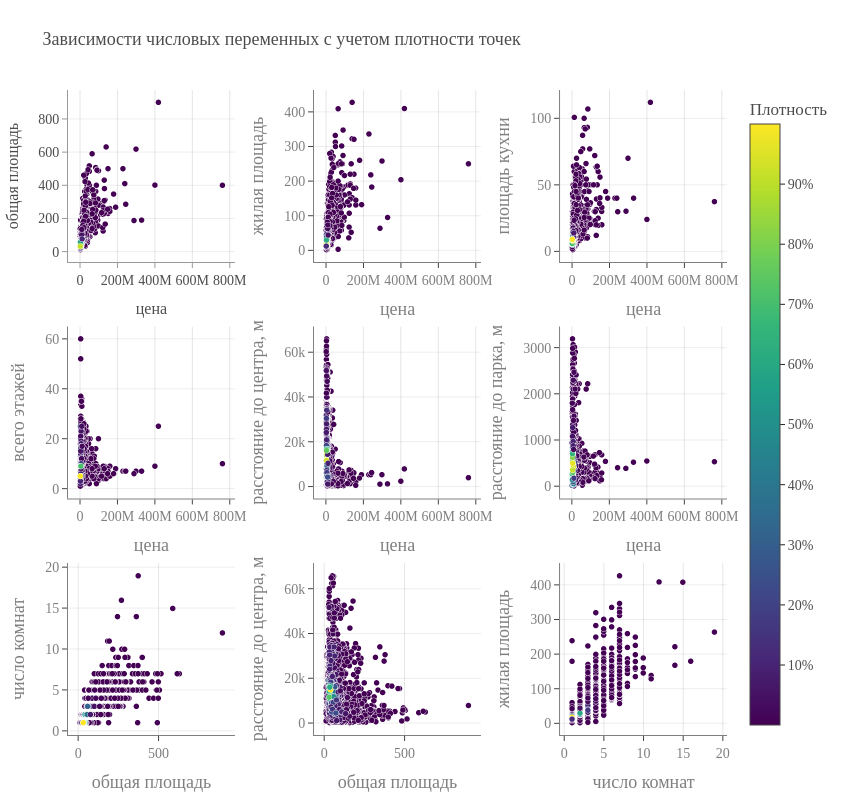 Зависимости числовых переменных с учетом плотности точек
Плотность
90%
80%
70%
60%
50%
40%
30%
20%
10%
общая площадь
800
600
400
200
0
0 200M 400M 600M 800M
цена
жилая площадь
400
300
200
100
0
0 200M 400M 600M 800M
цена
площадь кухни
100
50
0
0 200M 400M 600M 800M
цена
всего этажей
60
40
20
0
0 200M 400M 600M 800M
цена
расстояние до центра, м
60k
40k
20k
0
0 200M 400M 600M 800M
цена
расстояние до парка, м
3000
2000
1000
0
0 200M 400M 600M 800M
цена
число комнат
20
15
10
5
0
0 500
общая площадь
расстояние до центра, м
60k
40k
20k
0
0 500
общая площадь
жилая площадь
400
300
200
100
0
0 5 10 15 20
число комнат